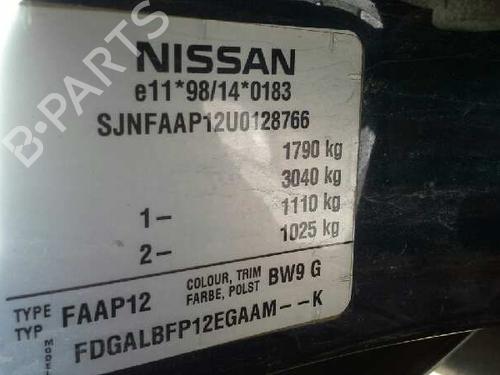 B-PARTS
NISSAN
e11*98/14*0183
SJNFAAP12U0128766
1790 kg
3040 kg
1- 1110 kg
2- 1025 kg
TYPE TYP FAAP12 COLOUR, TRIM FARBE, POLST BW9 G
MODEL FDGALBFP12EGAAM--K